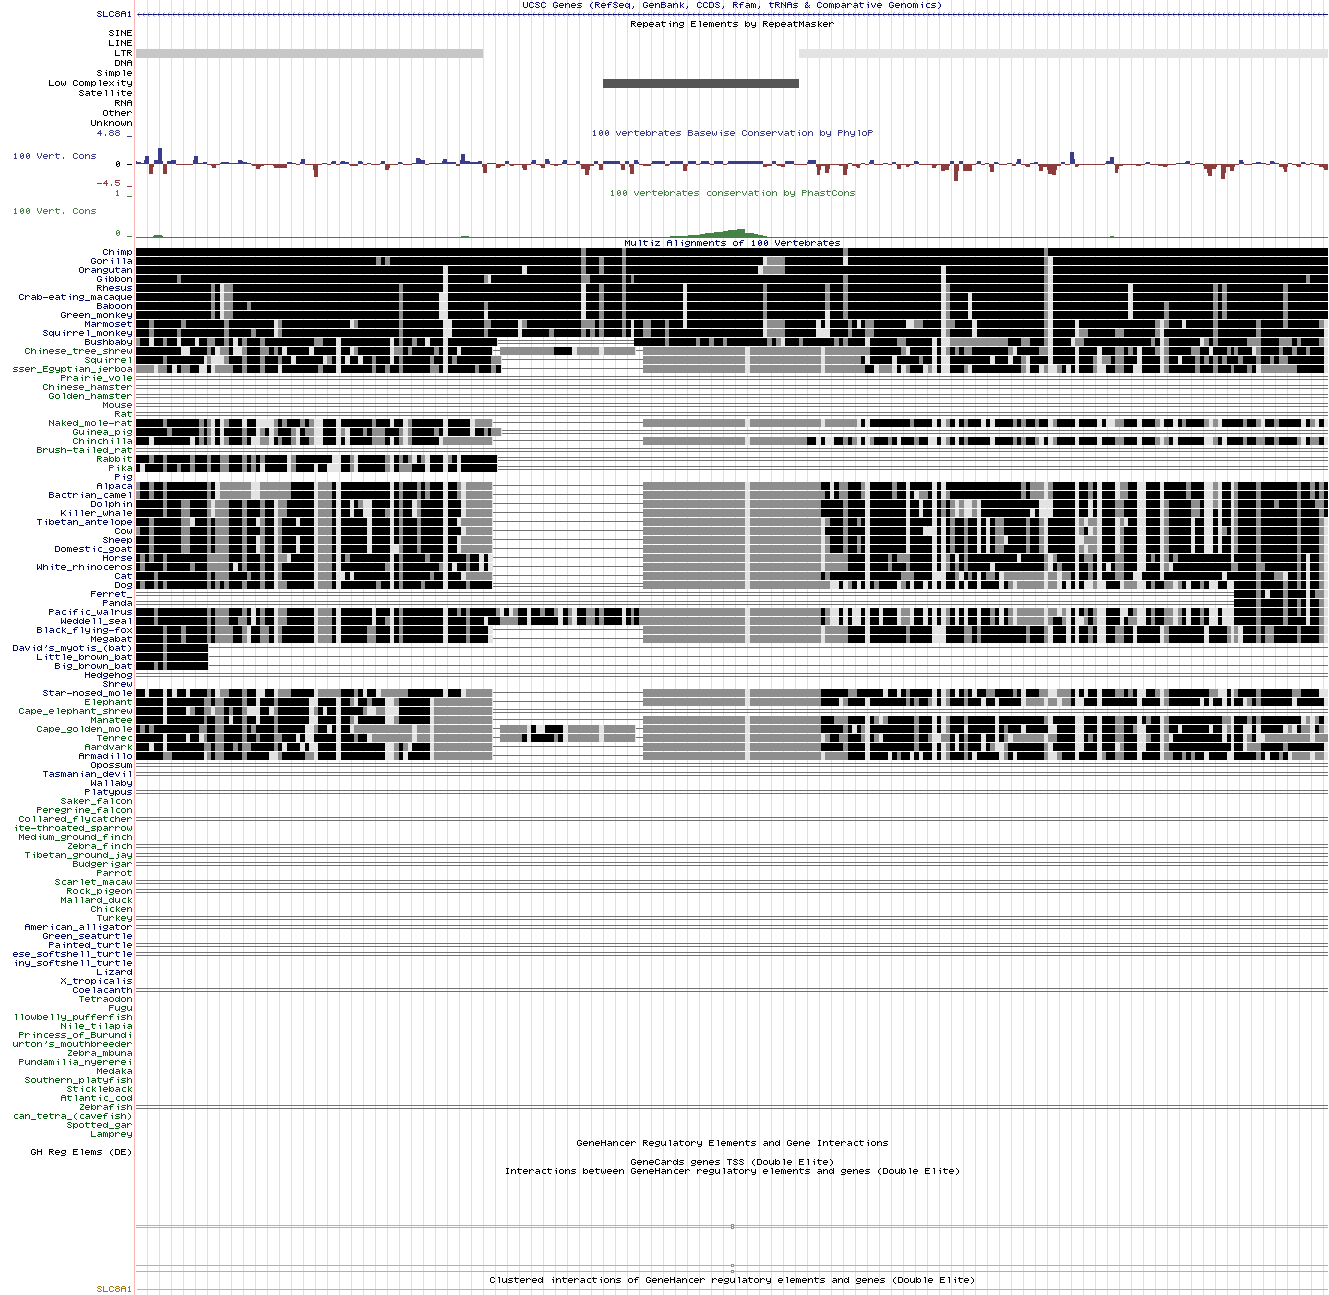 UCSC Genes (RefSeq, GenBank, CCDS, Rfam, tRNAs & Comparative Genomics)
SLC8A1
Repeating Elements by RepeatMasker
SINE
LINE
LTR
DNA
Simple
Low Complexity
Satellite
RNA
Other
Unknown
4.88 _
100 vertebrates Basewise Conservation by PhyloP
100 Vert. Cons
0 -
-4.5 _
1 _
100 vertebrates conservation by PhastCons
100 Vert. Cons
0 _
Multiz Alignments of 100 Vertebrates
Chimp
Gorilla
Orangutan
Gibbon
Rhesus
Crab-eating_macaque
Baboon
Green_monkey
Marmoset
Squirrel_monkey
Bushbaby
Chinese_tree_shrew
Squirrel
sser_Egyptian_jerboa
Prairie_vole
Chinese_hamster
Golden_hamster
Mouse
Rat
Naked_mole-rat
Guinea_pig
Chinchilla
Brush-tailed_rat
Rabbit
Pika
Pig
Alpaca
Bactrian_camel
Dolphin
Killer_whale
Tibetan_antelope
Cow
Sheep
Domestic_goat
Horse
White_rhinoceros
Cat
Dog
Ferret_
Panda
Pacific_walrus
Weddell_seal
Black_flying-fox
Megabat
David's_myotis_(bat)
Little_brown_bat
Big_brown_bat
Hedgehog
Shrew
Star-nosed_mole
Elephant
Cape_elephant_shrew
Manatee
Cape_golden_mole
Tenrec
Aardvark
Armadillo
Opossum
Tasmanian_devil
Wallaby
Platypus
Saker_falcon
Peregrine_falcon
Collared_flycatcher
ite-throated_sparrow
Medium_ground_finch
Zebra_finch
Tibetan_ground_jay
Budgerigar
Parrot
Scarlet_macaw
Rock_pigeon
Mallard_duck
Chicken
Turkey
American_alligator
Green_seaturtle
Painted_turtle
ese_softshell_turtle
iny_softshell_turtle
Lizard
X_tropicalis
Coelacanth
Tetraodon
Fugu
llowbelly_pufferfish
Nile_tilapia
Princess_of_Burundi
urton's_mouthbreeder
Zebra_mbuna
Pundamilia_nyererei
Medaka
Southern_platyfish
Stickleback
Atlantic_cod
Zebrafish
can_tetra_(cavefish)
Spotted_gar
Lamprey
GeneHancer Regulatory Elements and Gene Interactions
GH Reg Elems (DE)
GeneCards genes TSS (Double Elite)
Interactions between GeneHancer regulatory elements and genes (Double Elite)
Clustered interactions of GeneHancer regulatory elements and genes (Double Elite)
SLC8A1